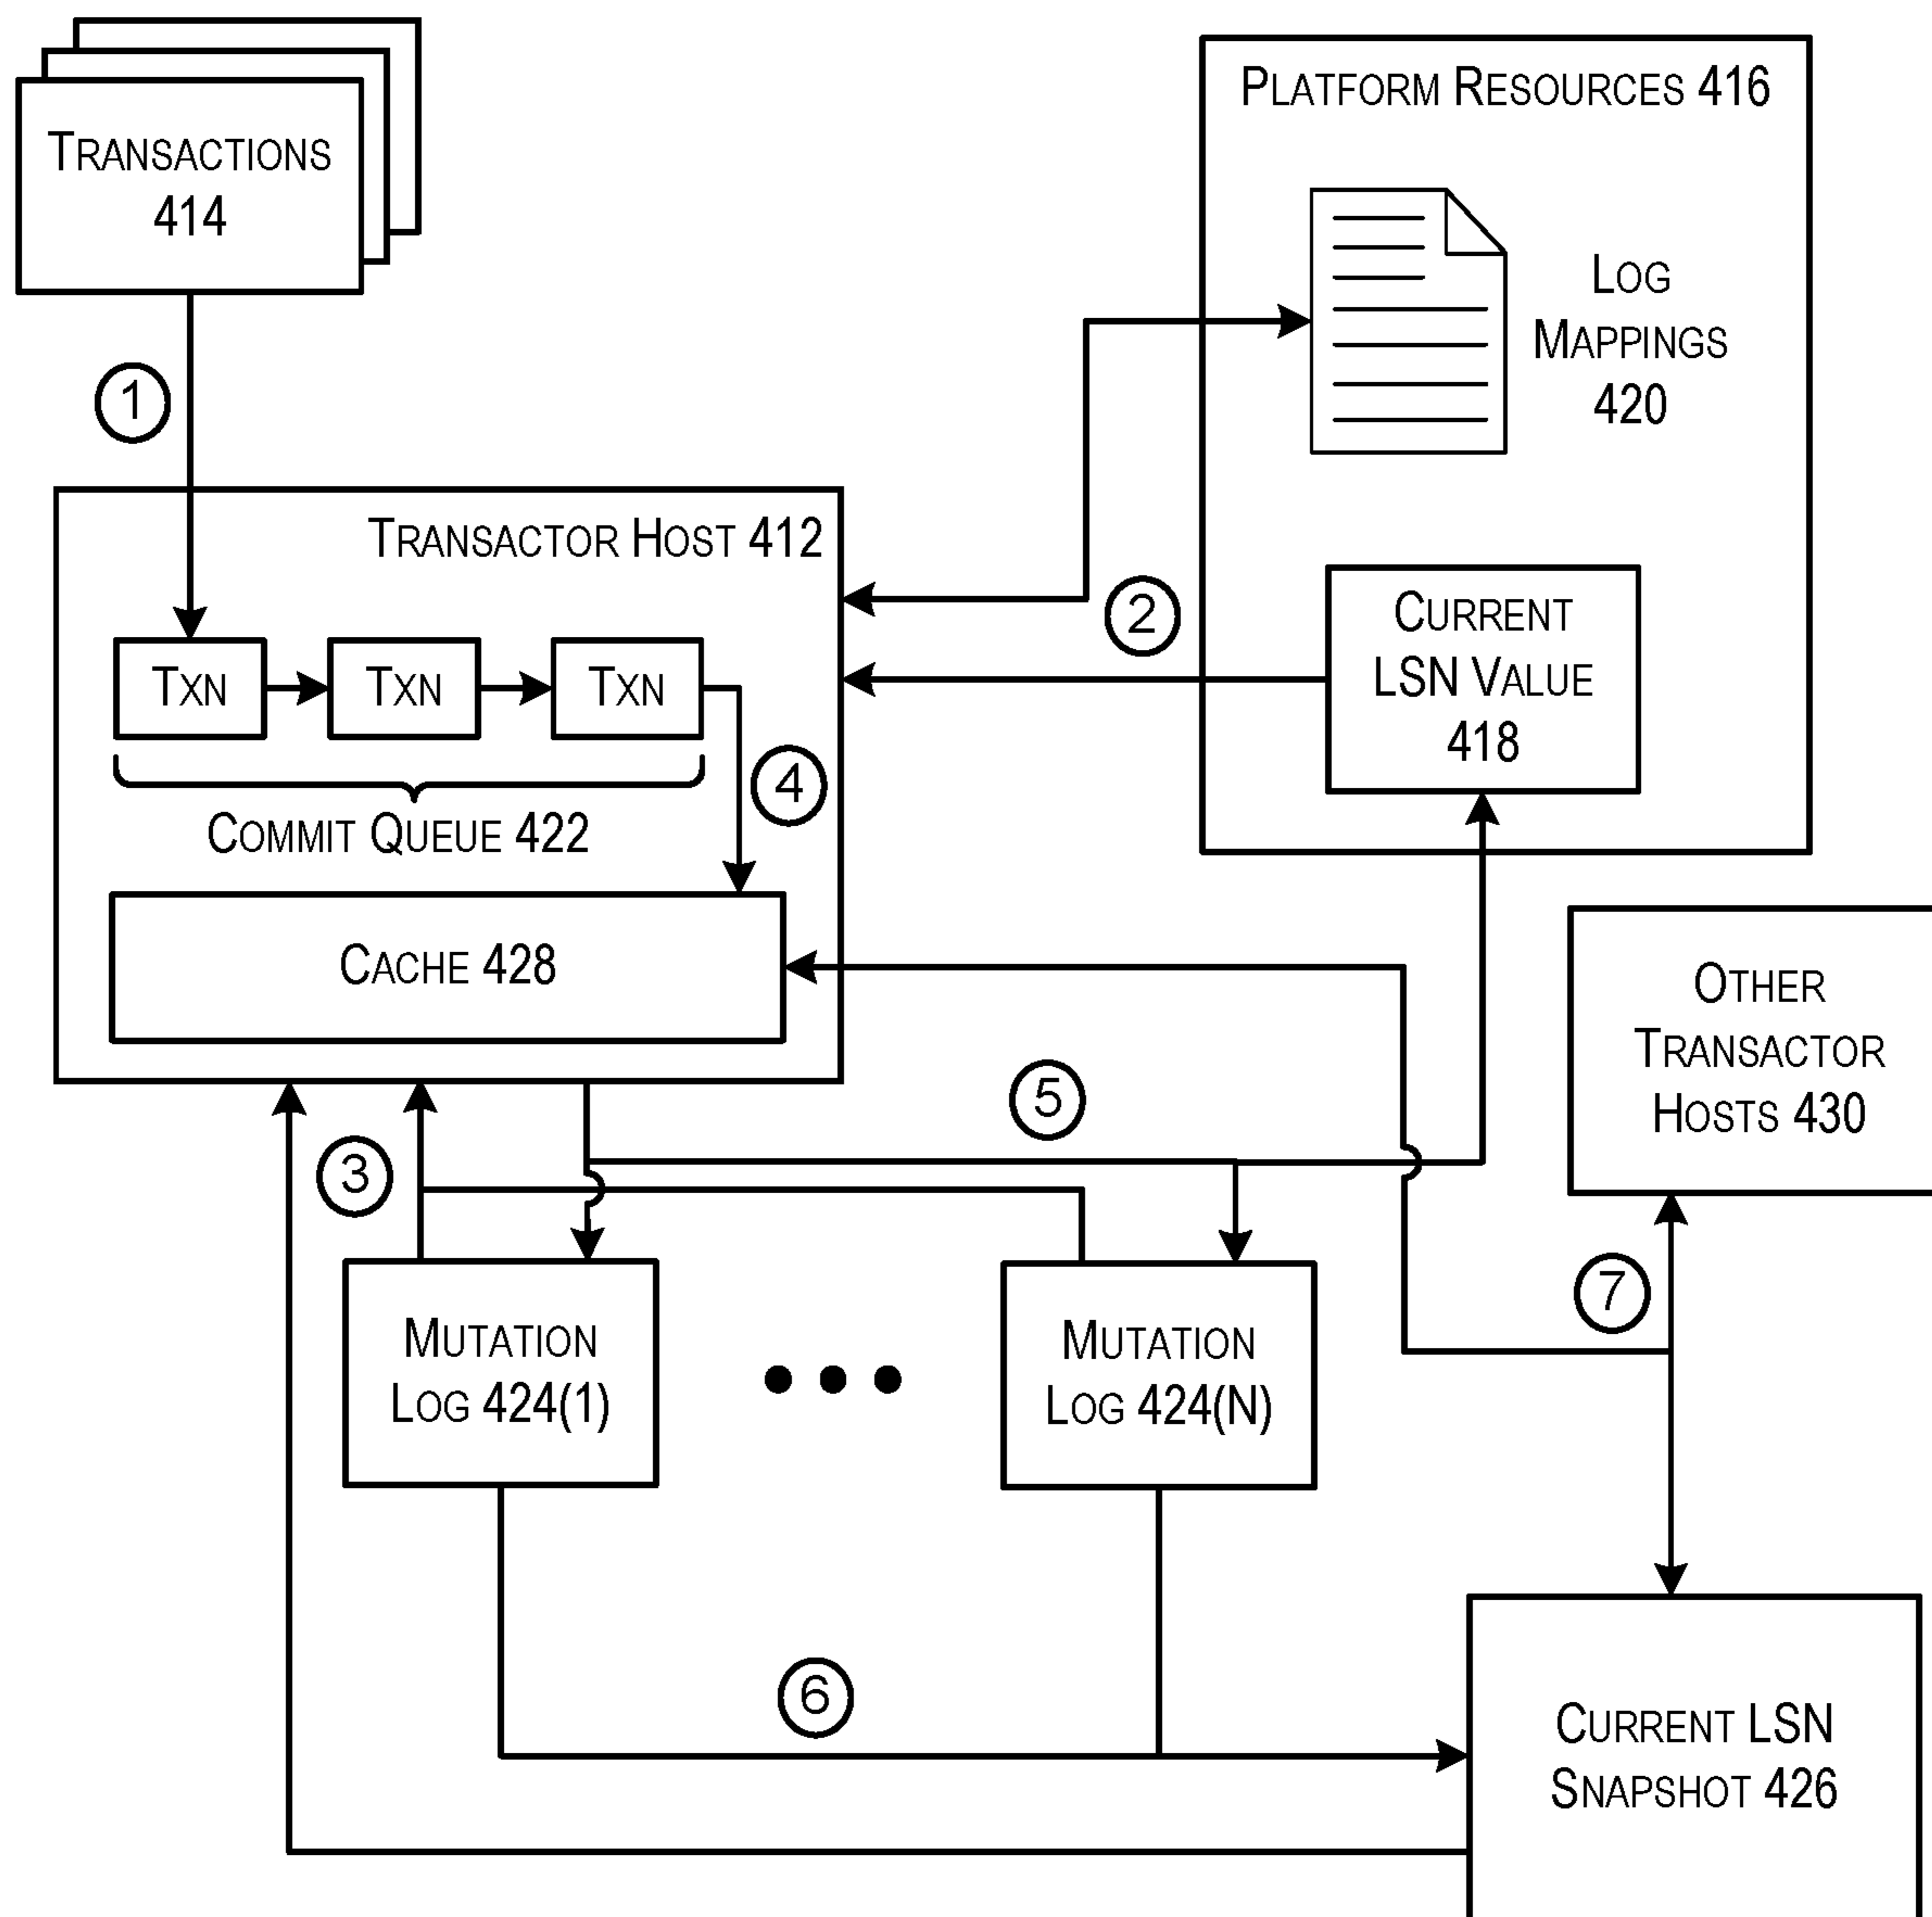 Transactions
414
Platform Resources 416
Log
Mappings
420
1
Transactor Host 412
2
Current
LSN Value
418
Txn
Txn
Txn
4
Commit Queue 422
Cache 428
Other
Transactor
Hosts 430
5
3
7
Mutation
Log 424(1)
Mutation
Log 424(N)
6
Current LSN
Snapshot 426